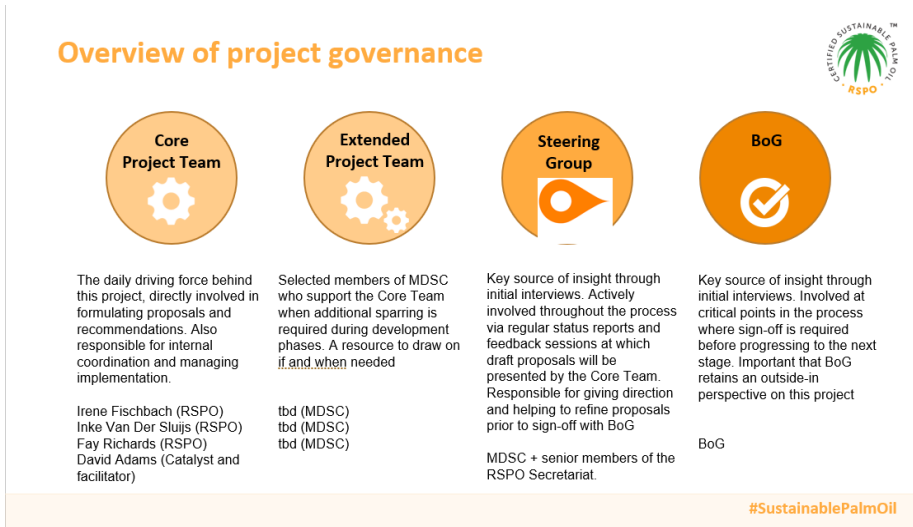 Overview of project governance
CERTIFIED SUSTAINABLE PALM OIL
TM
· RSPO ·
Core
Project Team
Extended
Project Team
Steering
Group
BoG
The daily driving force behind
this project, directly involved in
formulating proposals and
recommendations. Also
responsible for internal
coordination and managing
implementation.
Irene Fischbach (RSPO)
Inke Van Der Sluijs (RSPO)
Fay Richards (RSPO)
David Adams (Catalyst and
facilitator)
Selected members of MDSC
who support the Core Team
when additional sparring is
required during development
phases. A resource to draw on
if and when needed
tbd (MDSC)
tbd (MDSC)
tbd (MDSC)
Key source of insight through
initial interviews. Actively
involved throughout the process
via regular status reports and
feedback sessions at which
draft proposals will be
presented by the Core Team.
Responsible for giving direction
and helping to refine proposals
prior to sign-off with BoG
MDSC + senior members of the
RSPO Secretariat.
Key source of insight through
initial interviews. Involved at
critical points in the process
where sign-off is required
before progressing to the next
stage. Important that BoG
retains an outside-in
perspective on this project
BoG
#SustainablePalmOil